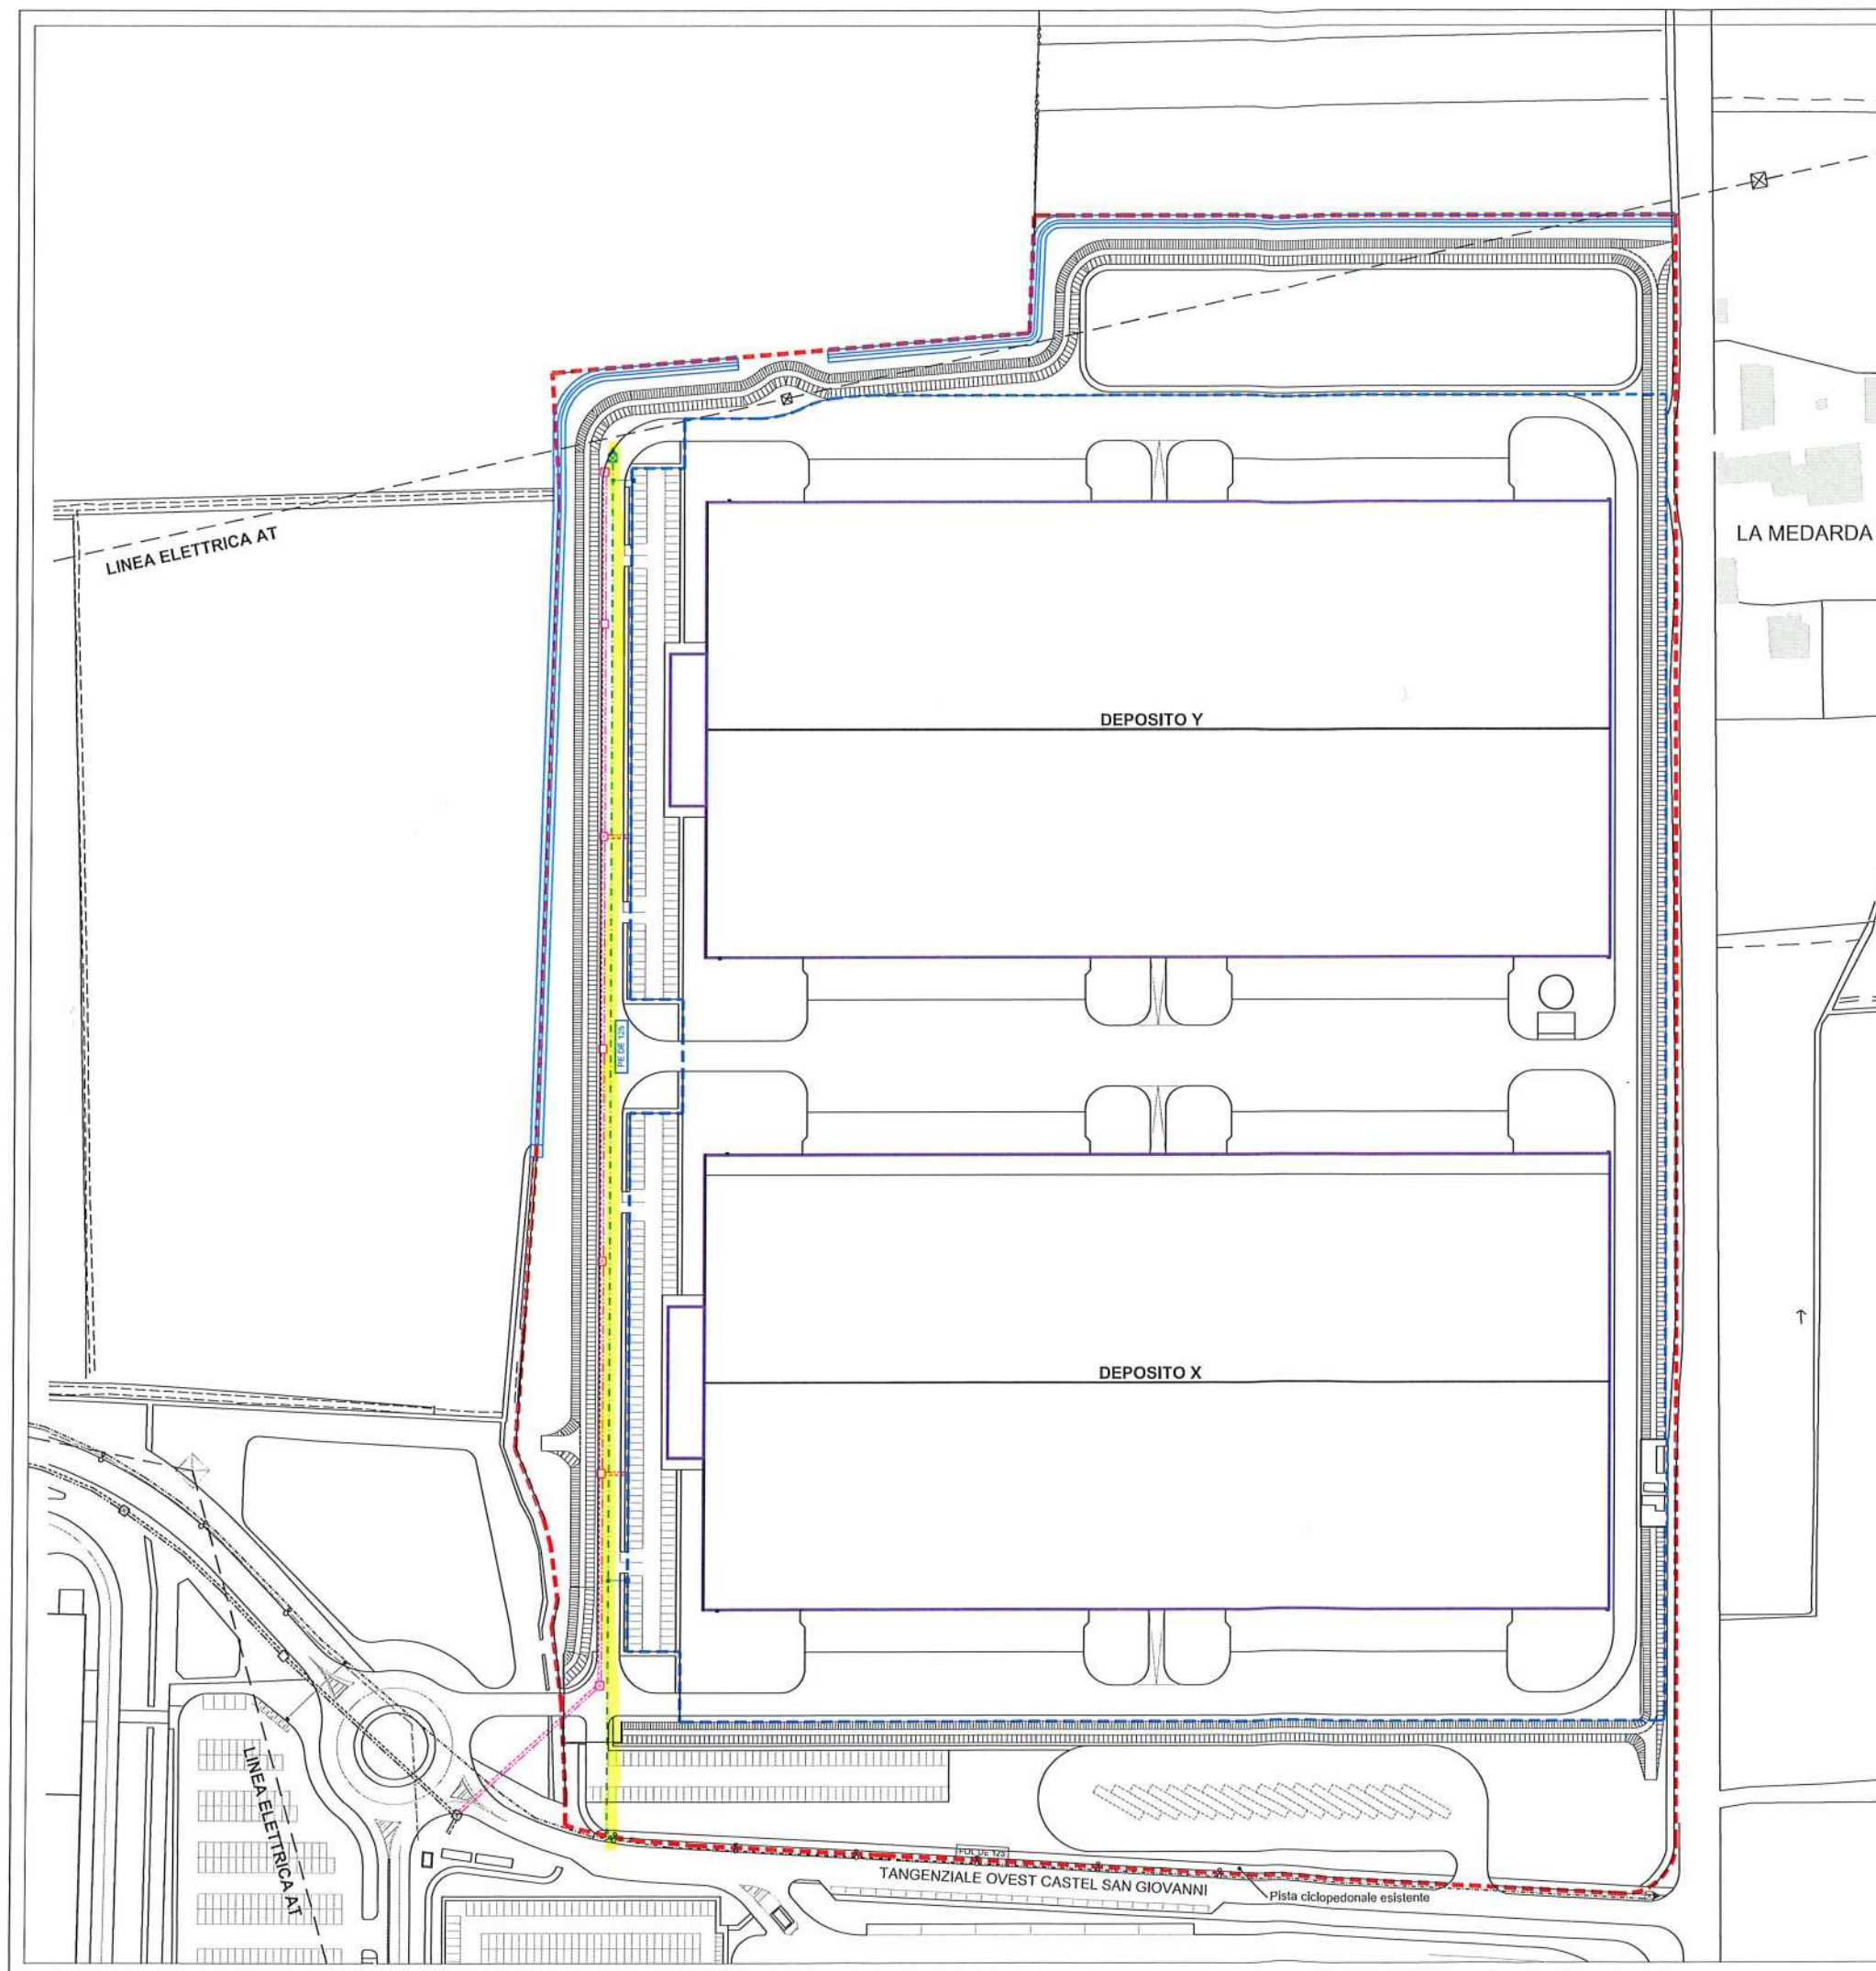 LINEA ELETTRICA AT
LA MEDARDA
DEPOSITO Y
PE DE 125
DEPOSITO X
LINEA ELETTRICA AT
TANGENZIALE OVEST CASTEL SAN GIOVANNI
Pista ciclopedonale esistente